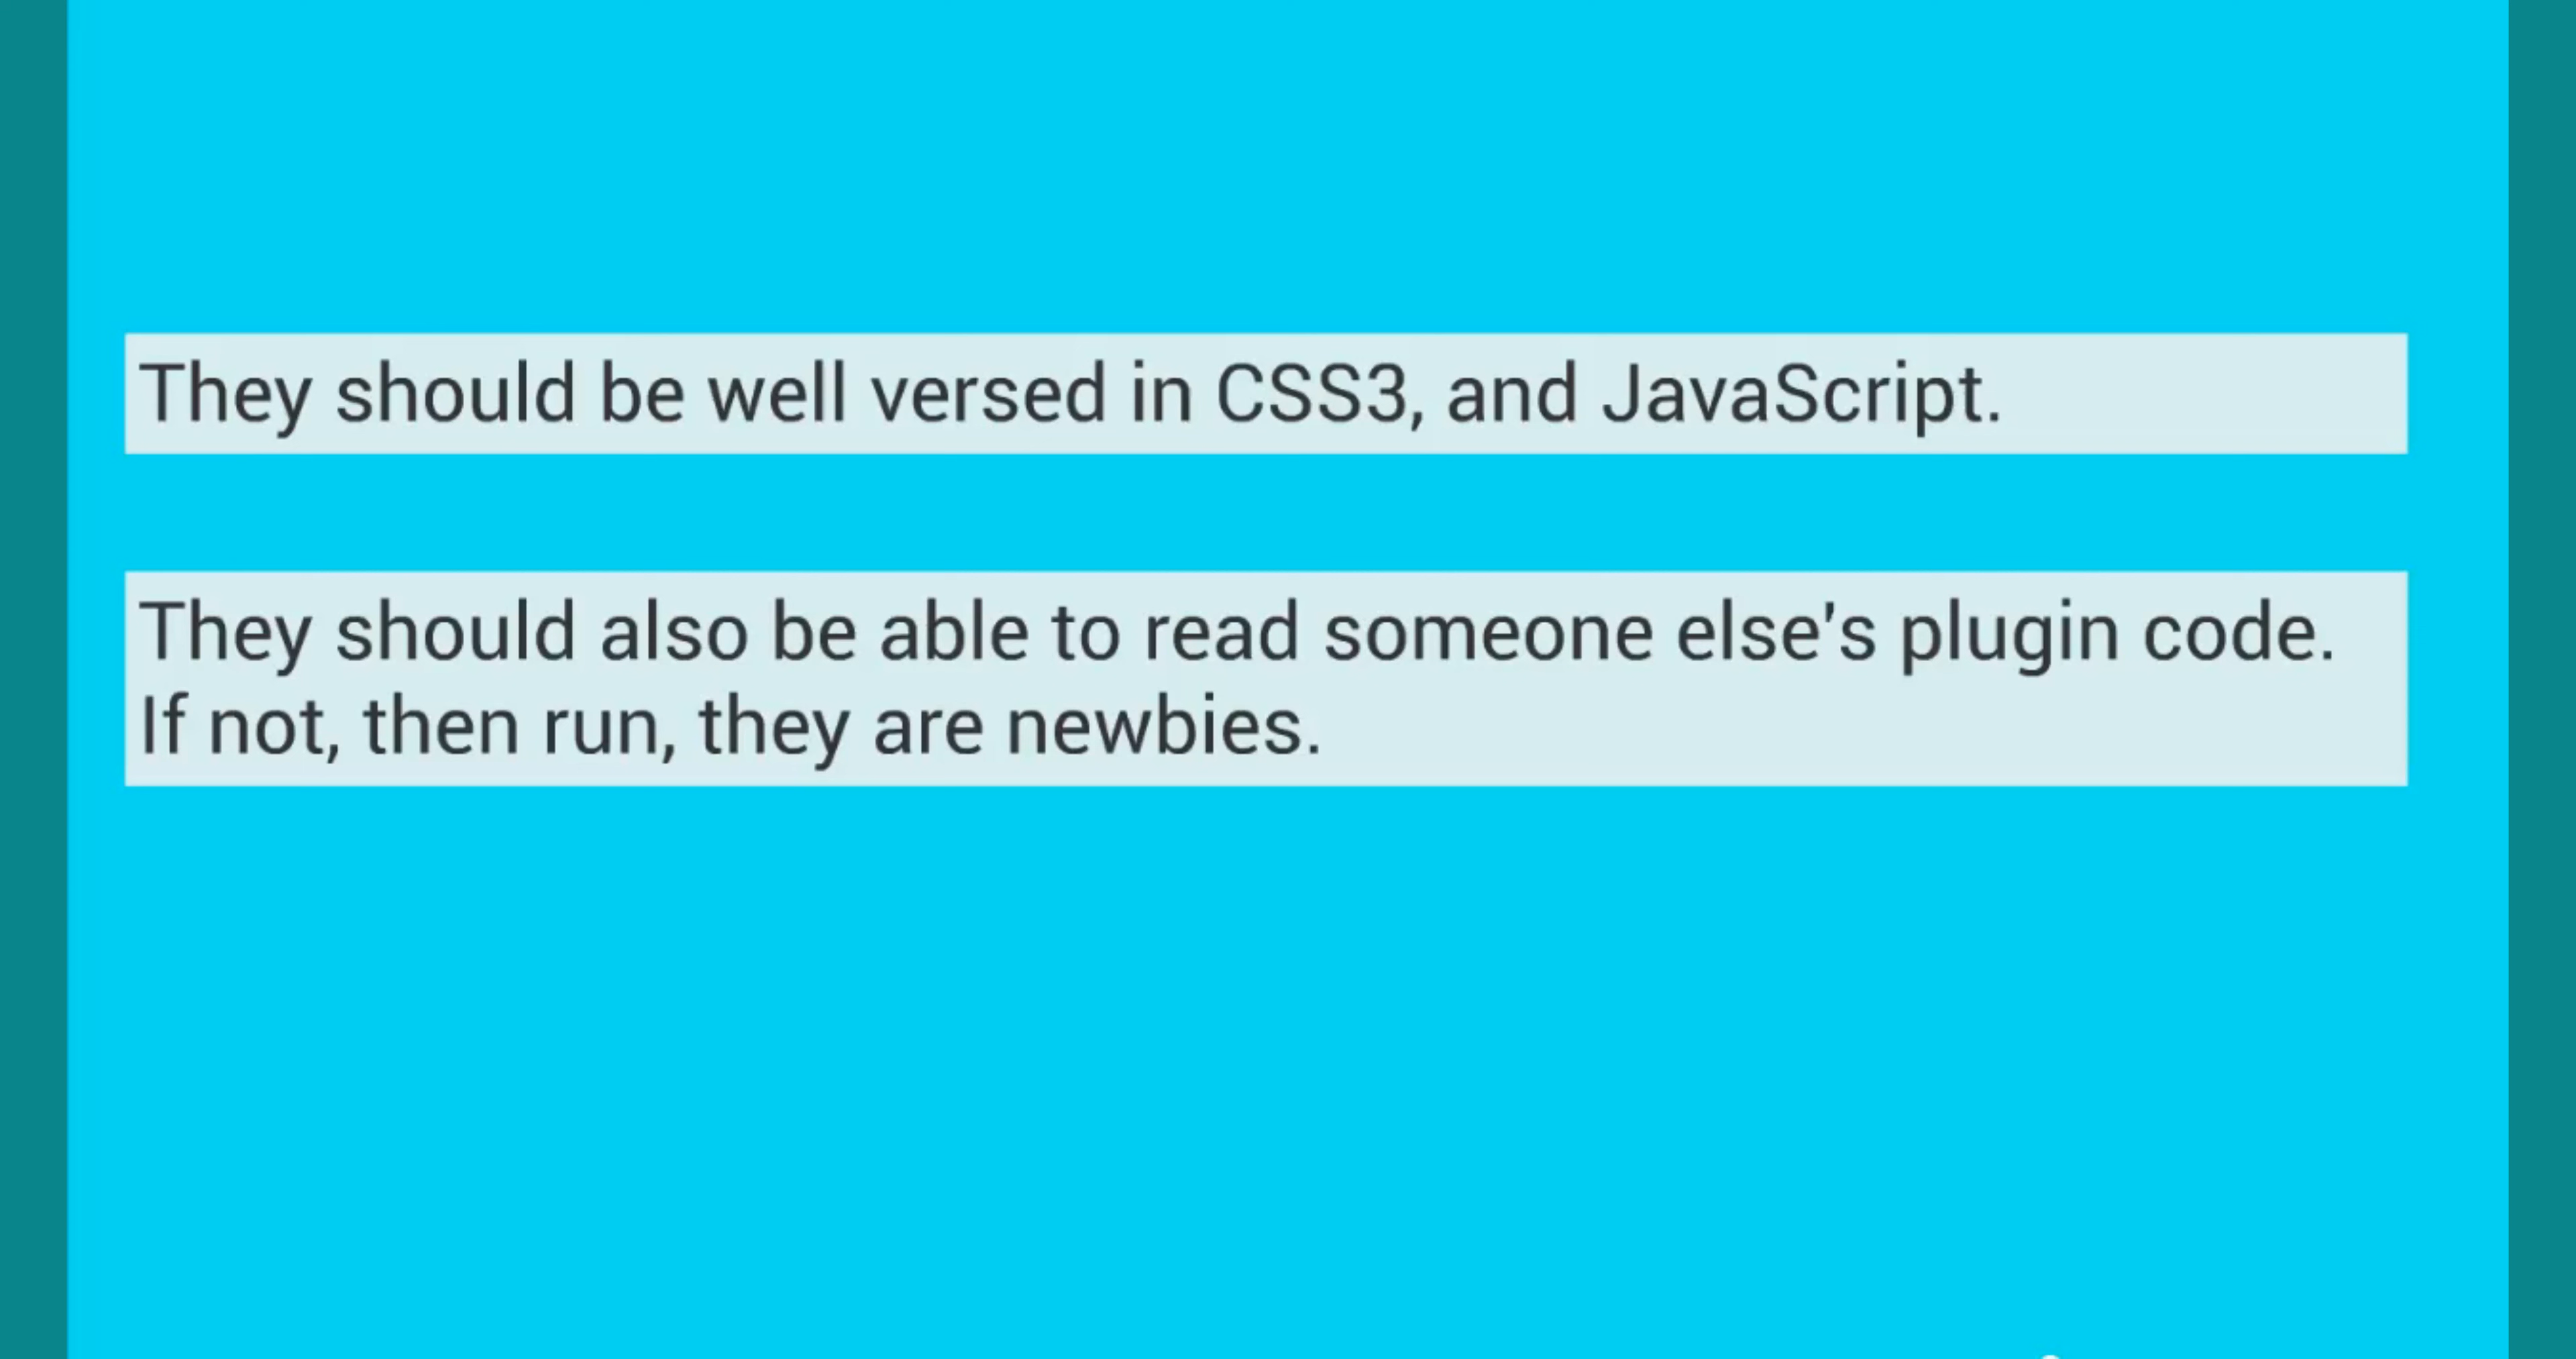 They should be well versed in CSS3, and JavaScript.
They should also be able to read someone else's plugin code.
If not, then run, they are newbies.